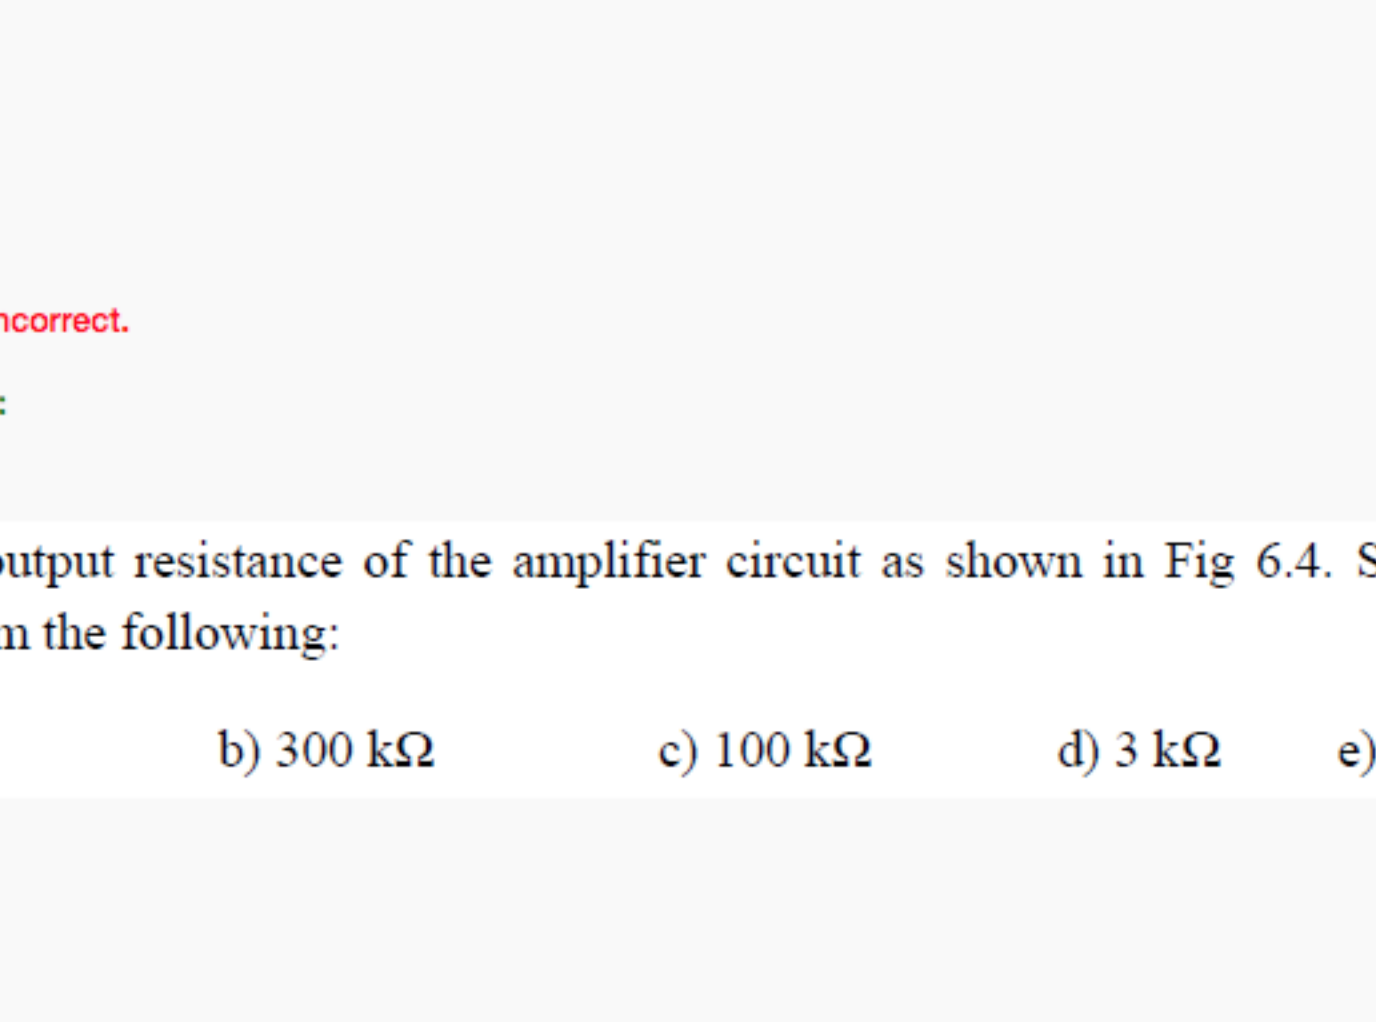 ncorrect.
:
output resistance of the amplifier circuit as shown in Fig 6.4. S
m the following:
b) 300 kΩ c) 100 kΩ d) 3 kΩ e)